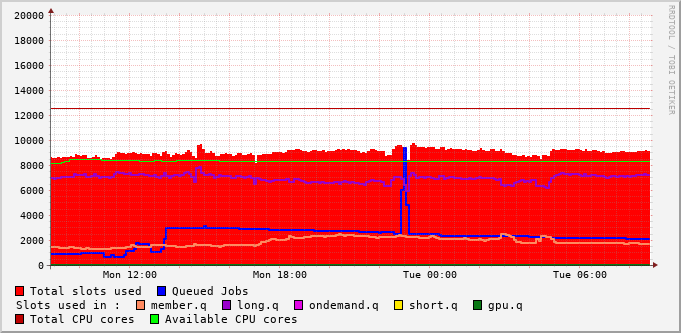 20000
18000
16000
14000
12000
10000
8000
6000
4000
2000
0
Mon 12:00 Mon 18:00 Tue 00:00 Tue 06:00
Total slots used Queued Jobs
Slots used in : member.q long.q ondemand.q short.q gpu.q
Total CPU cores Available CPU cores
RRDTOOL / TOBI OETIKER